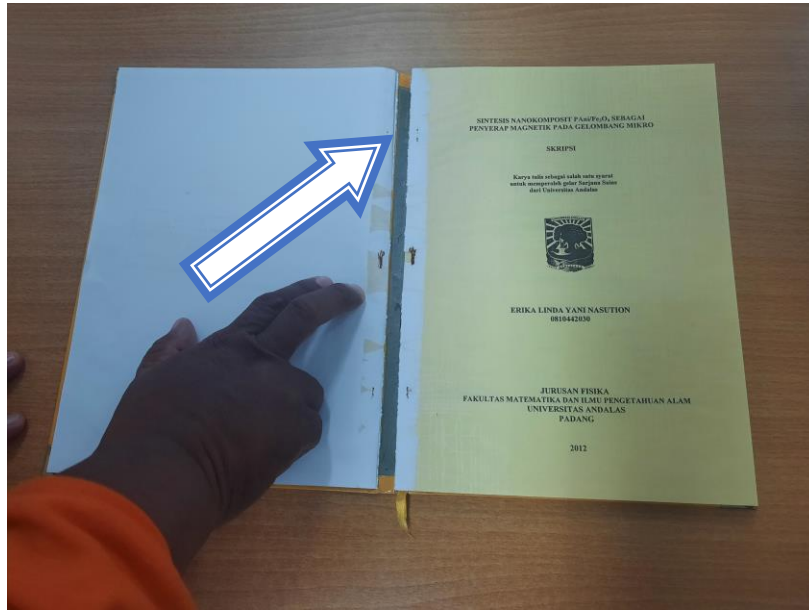 SINTESIS NANOKOMPOSIT PAni/Fe3O4 SEBAGAI
PENYERAP MAGNETIK PADA GELOMBANG MIKRO
SKRIPSI
Karya tulis sebagai salah satu syarat
untuk memperoleh gelar Sarjana Sains
dari Universitas Andalas
ERIKA LINDA YANI NASUTION
0810442030
JURUSAN FISIKA
FAKULTAS MATEMATIKA DAN ILMU PENGETAHUAN ALAM
UNIVERSITAS ANDALAS
PADANG
2012